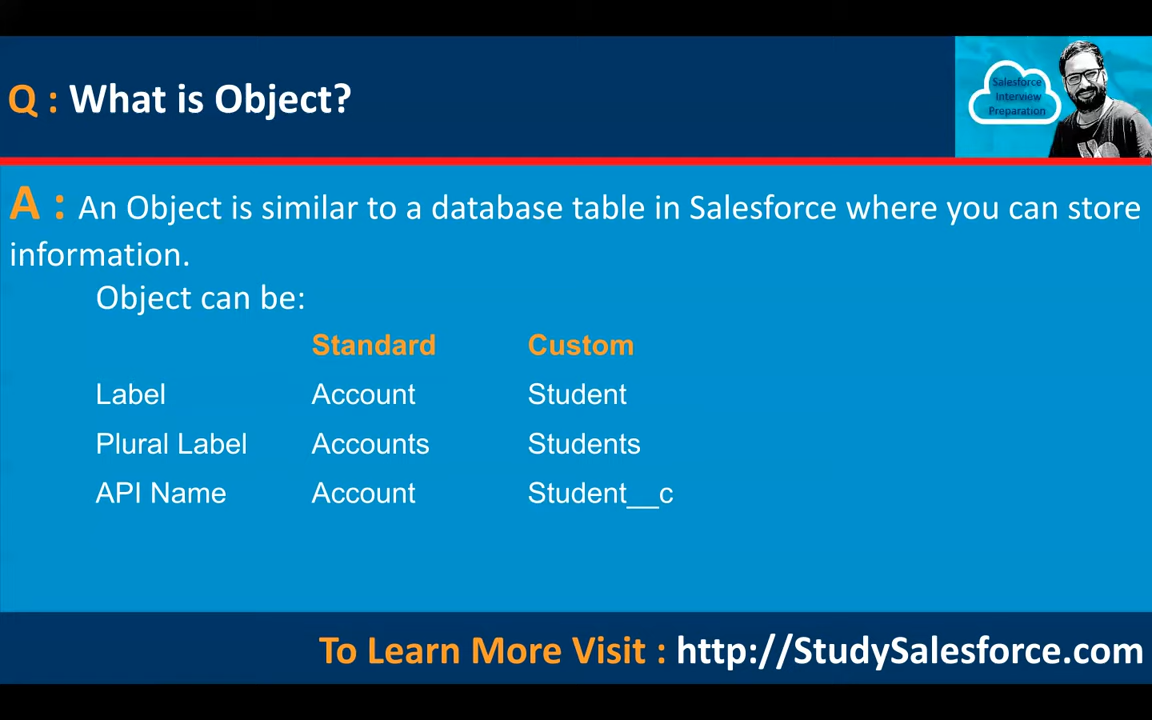 Q : What is Object?
Salesforce
Interview
Preparation
A : An Object is similar to a database table in Salesforce where you can store
information.
Object can be:
Standard Custom
Label Account Student
Plural Label Accounts Students
API Name Account Student__c
To Learn More Visit : http://StudySalesforce.com